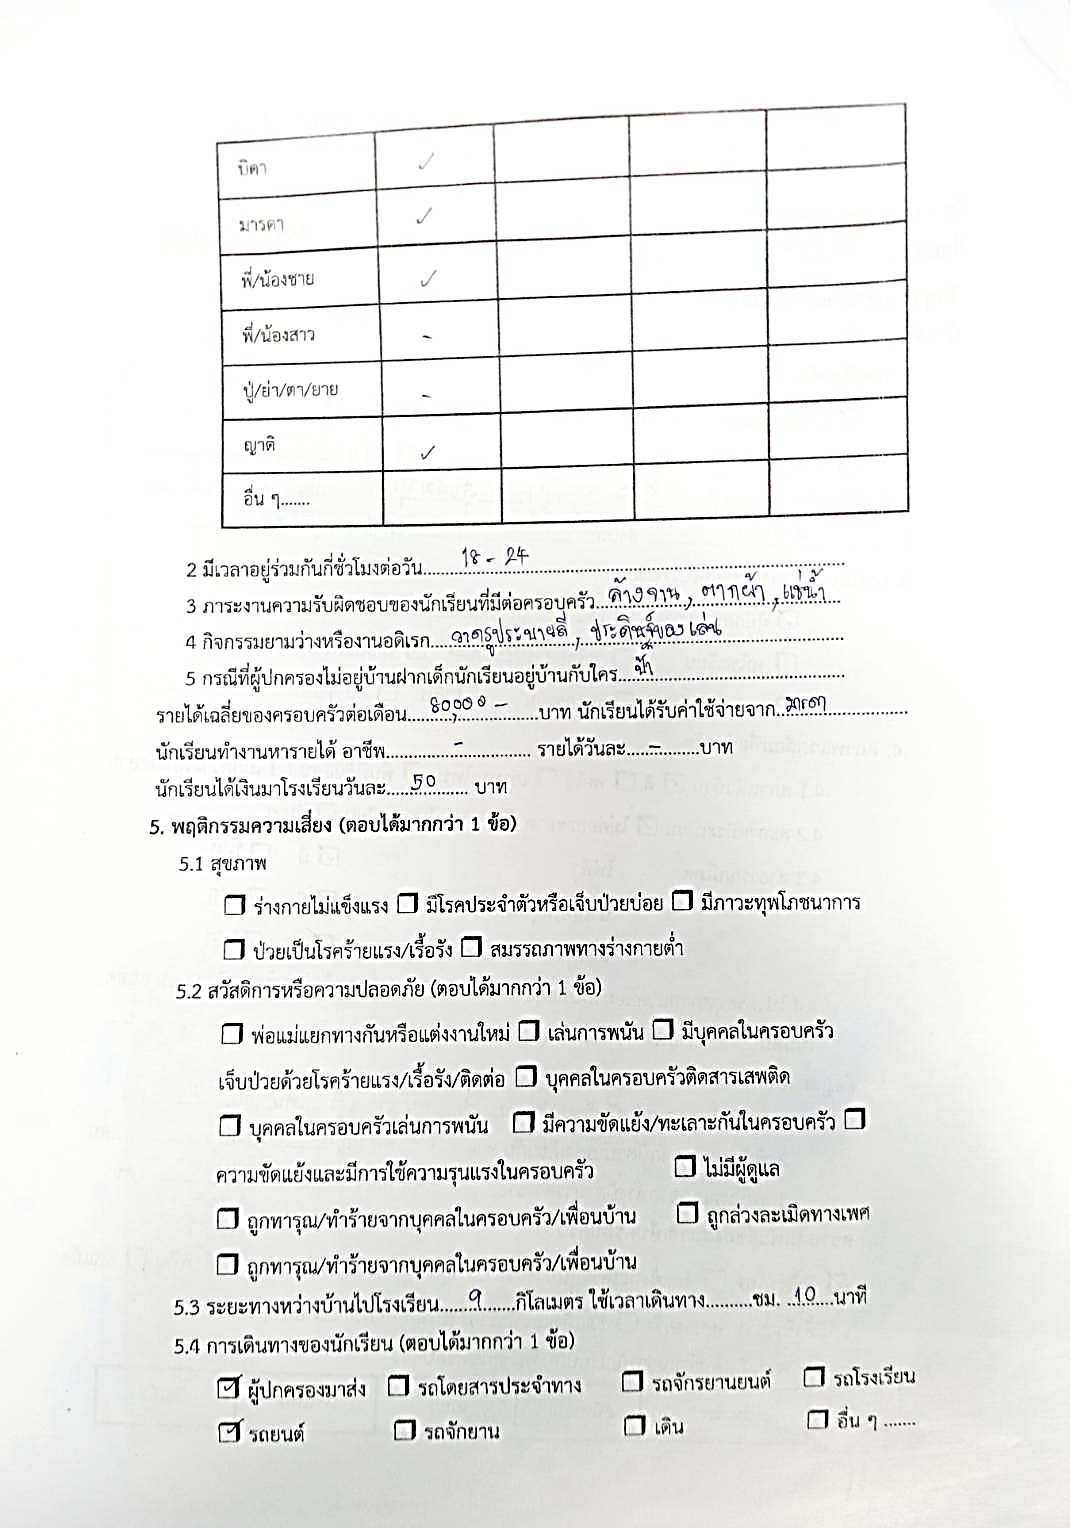 บิดา ✓
มารดา ✓
พี่/น้องชาย ✓
พี่/น้องสาว -
ปู่/ย่า/ตา/ยาย -
ญาติ ✓
อื่น ๆ.......
2 มีเวลาอยู่ร่วมกันกี่ชั่วโมงต่อวัน 18 - 24
3 ภาระงานความรับผิดชอบของนักเรียนที่มีต่อครอบครัว ล้างจาน, ตากผ้า, แช่น้ำ
4 กิจกรรมยามว่างหรืองานอดิเรก วาดรูประบายสี, ประดิษฐ์ของเล่น
5 กรณีที่ผู้ปกครองไม่อยู่บ้านฝากเด็กนักเรียนอยู่บ้านกับใคร ป้า
รายได้เฉลี่ยของครอบครัวต่อเดือน 80,000 - บาท นักเรียนได้รับค่าใช้จ่ายจาก มารดา
นักเรียนทำงานหารายได้ อาชีพ - รายได้วันละ - บาท
นักเรียนได้เงินมาโรงเรียนวันละ 50 บาท
5. พฤติกรรมความเสี่ยง (ตอบได้มากกว่า 1 ข้อ)
5.1 สุขภาพ
☐ ร่างกายไม่แข็งแรง ☐ มีโรคประจำตัวหรือเจ็บป่วยบ่อย ☐ มีภาวะทุพโภชนาการ
☐ ป่วยเป็นโรคร้ายแรง/เรื้อรัง ☐ สมรรถภาพทางร่างกายต่ำ
5.2 สวัสดิการหรือความปลอดภัย (ตอบได้มากกว่า 1 ข้อ)
☐ พ่อแม่แยกทางกันหรือแต่งงานใหม่ ☐ เล่นการพนัน ☐ มีบุคคลในครอบครัว
เจ็บป่วยด้วยโรคร้ายแรง/เรื้อรัง/ติดต่อ ☐ บุคคลในครอบครัวติดสารเสพติด
☐ บุคคลในครอบครัวเล่นการพนัน ☐ มีความขัดแย้ง/ทะเลาะกันในครอบครัว ☐
ความขัดแย้งและมีการใช้ความรุนแรงในครอบครัว ☐ ไม่มีผู้ดูแล
☐ ถูกทารุณ/ทำร้ายจากบุคคลในครอบครัว/เพื่อนบ้าน ☐ ถูกล่วงละเมิดทางเพศ
☐ ถูกทารุณ/ทำร้ายจากบุคคลในครอบครัว/เพื่อนบ้าน
5.3 ระยะทางระหว่างบ้านไปโรงเรียน 9 กิโลเมตร ใช้เวลาเดินทาง..........ชม. 10 นาที
5.4 การเดินทางของนักเรียน (ตอบได้มากกว่า 1 ข้อ)
☑ ผู้ปกครองมาส่ง ☐ รถโดยสารประจำทาง ☐ รถจักรยานยนต์ ☐ รถโรงเรียน
☑ รถยนต์ ☐ รถจักยาน ☐ เดิน ☐ อื่น ๆ .......